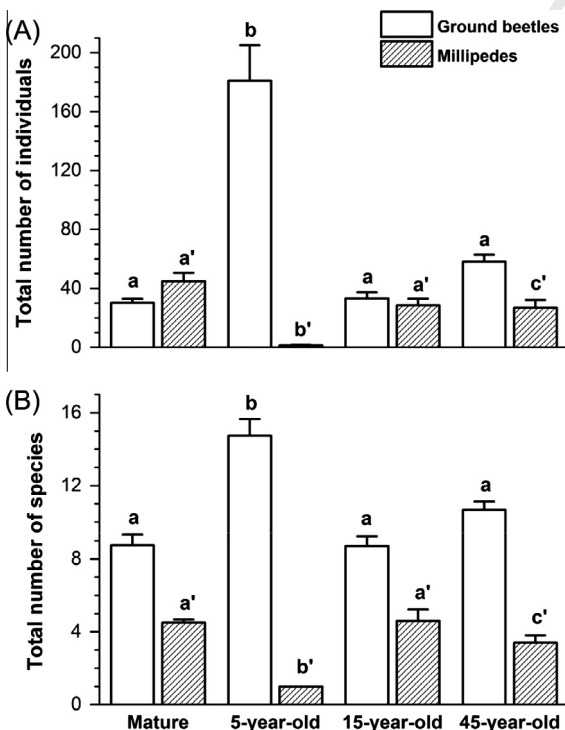 (A)
Ground beetles
Millipedes
Total number of individuals
200
160
120
80
40
0
a
a'
b
b'
a
a'
a
c'
(B)
Total number of species
16
12
8
4
0
a
a'
b
b'
a
a'
a
c'
Mature 5-year-old 15-year-old 45-year-old